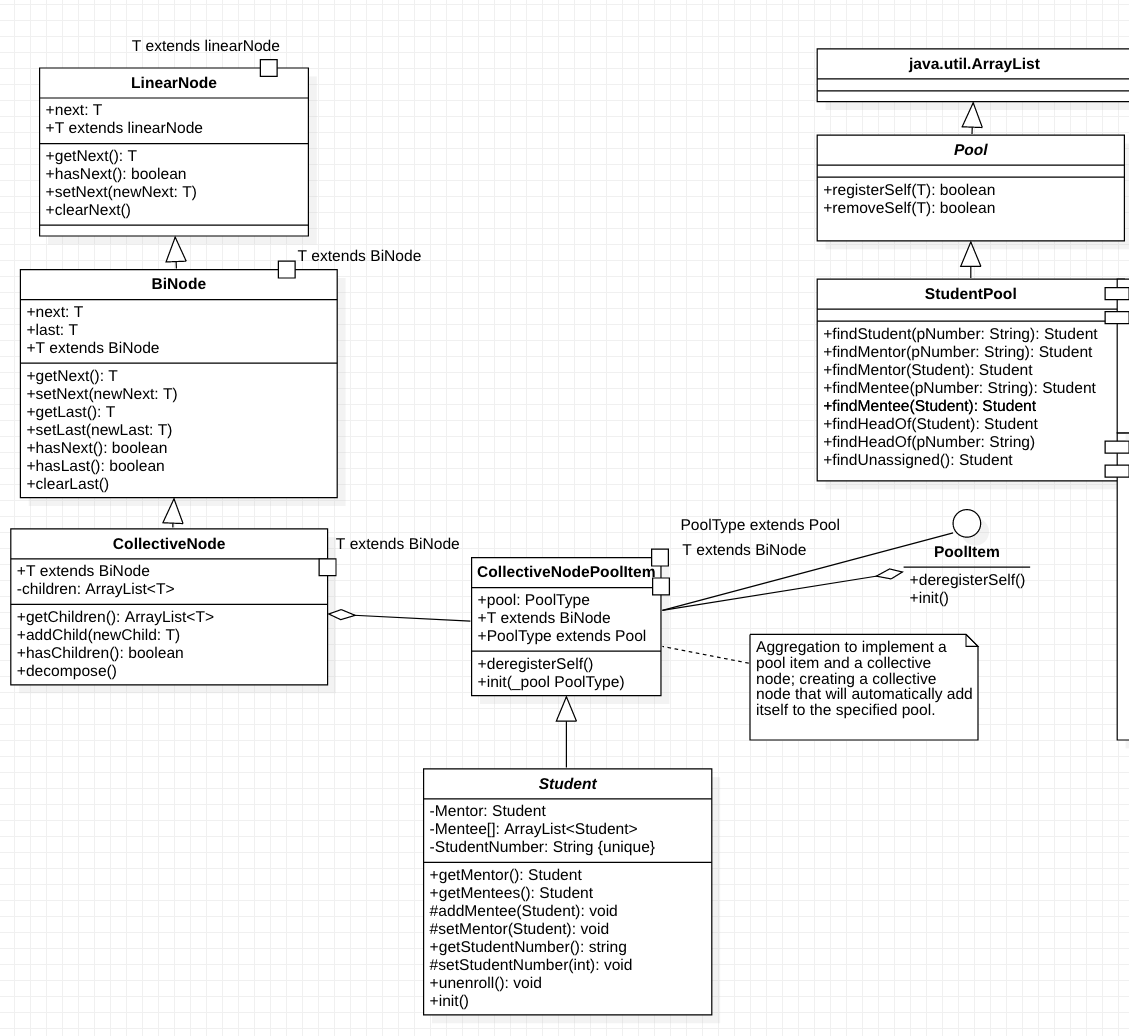 T extends linearNode
LinearNode
+next: T
+T extends linearNode
+getNext(): T
+hasNext(): boolean
+setNext(newNext: T)
+clearNext()
T extends BiNode
BiNode
+next: T
+last: T
+T extends BiNode
+getNext(): T
+setNext(newNext: T)
+getLast(): T
+setLast(newLast: T)
+hasNext(): boolean
+hasLast(): boolean
+clearLast()
T extends BiNode
CollectiveNode
+T extends BiNode
-children: ArrayList<T>
+getChildren(): ArrayList<T>
+addChild(newChild: T)
+hasChildren(): boolean
+decompose()
java.util.ArrayList
Pool
+registerSelf(T): boolean
+removeSelf(T): boolean
StudentPool
+findStudent(pNumber: String): Student
+findMentor(pNumber: String): Student
+findMentor(Student): Student
+findMentee(pNumber: String): Student
+findMentee(Student): Student
+findHeadOf(Student): Student
+findHeadOf(pNumber: String)
+findUnassigned(): Student
PoolType extends Pool
T extends BiNode
CollectiveNodePoolItem
+pool: PoolType
+T extends BiNode
+PoolType extends Pool
+deregisterSelf()
+init(_pool PoolType)
PoolItem
+deregisterSelf()
+init()
Aggregation to implement a
pool item and a collective
node; creating a collective
node that will automatically add
itself to the specified pool.
Student
-Mentor: Student
-Mentee[]: ArrayList<Student>
-StudentNumber: String {unique}
+getMentor(): Student
+getMentees(): Student
#addMentee(Student): void
#setMentor(Student): void
+getStudentNumber(): string
#setStudentNumber(int): void
+unenroll(): void
+init()